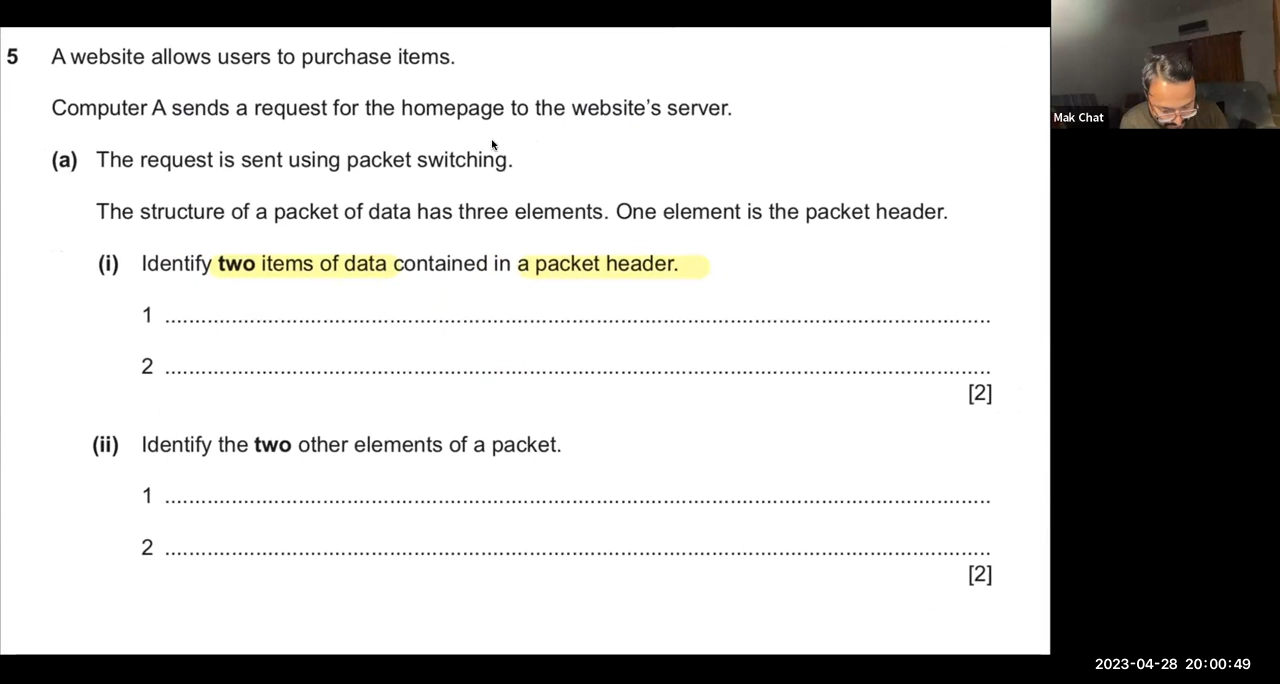 5 A website allows users to purchase items.
Computer A sends a request for the homepage to the website's server.
(a) The request is sent using packet switching.
The structure of a packet of data has three elements. One element is the packet header.
(i) Identify two items of data contained in a packet header.
1 ........................................................................................................................................
2 ........................................................................................................................................
[2]
(ii) Identify the two other elements of a packet.
1 ........................................................................................................................................
2 ........................................................................................................................................
[2]
Mak Chat
2023-04-28 20:00:49